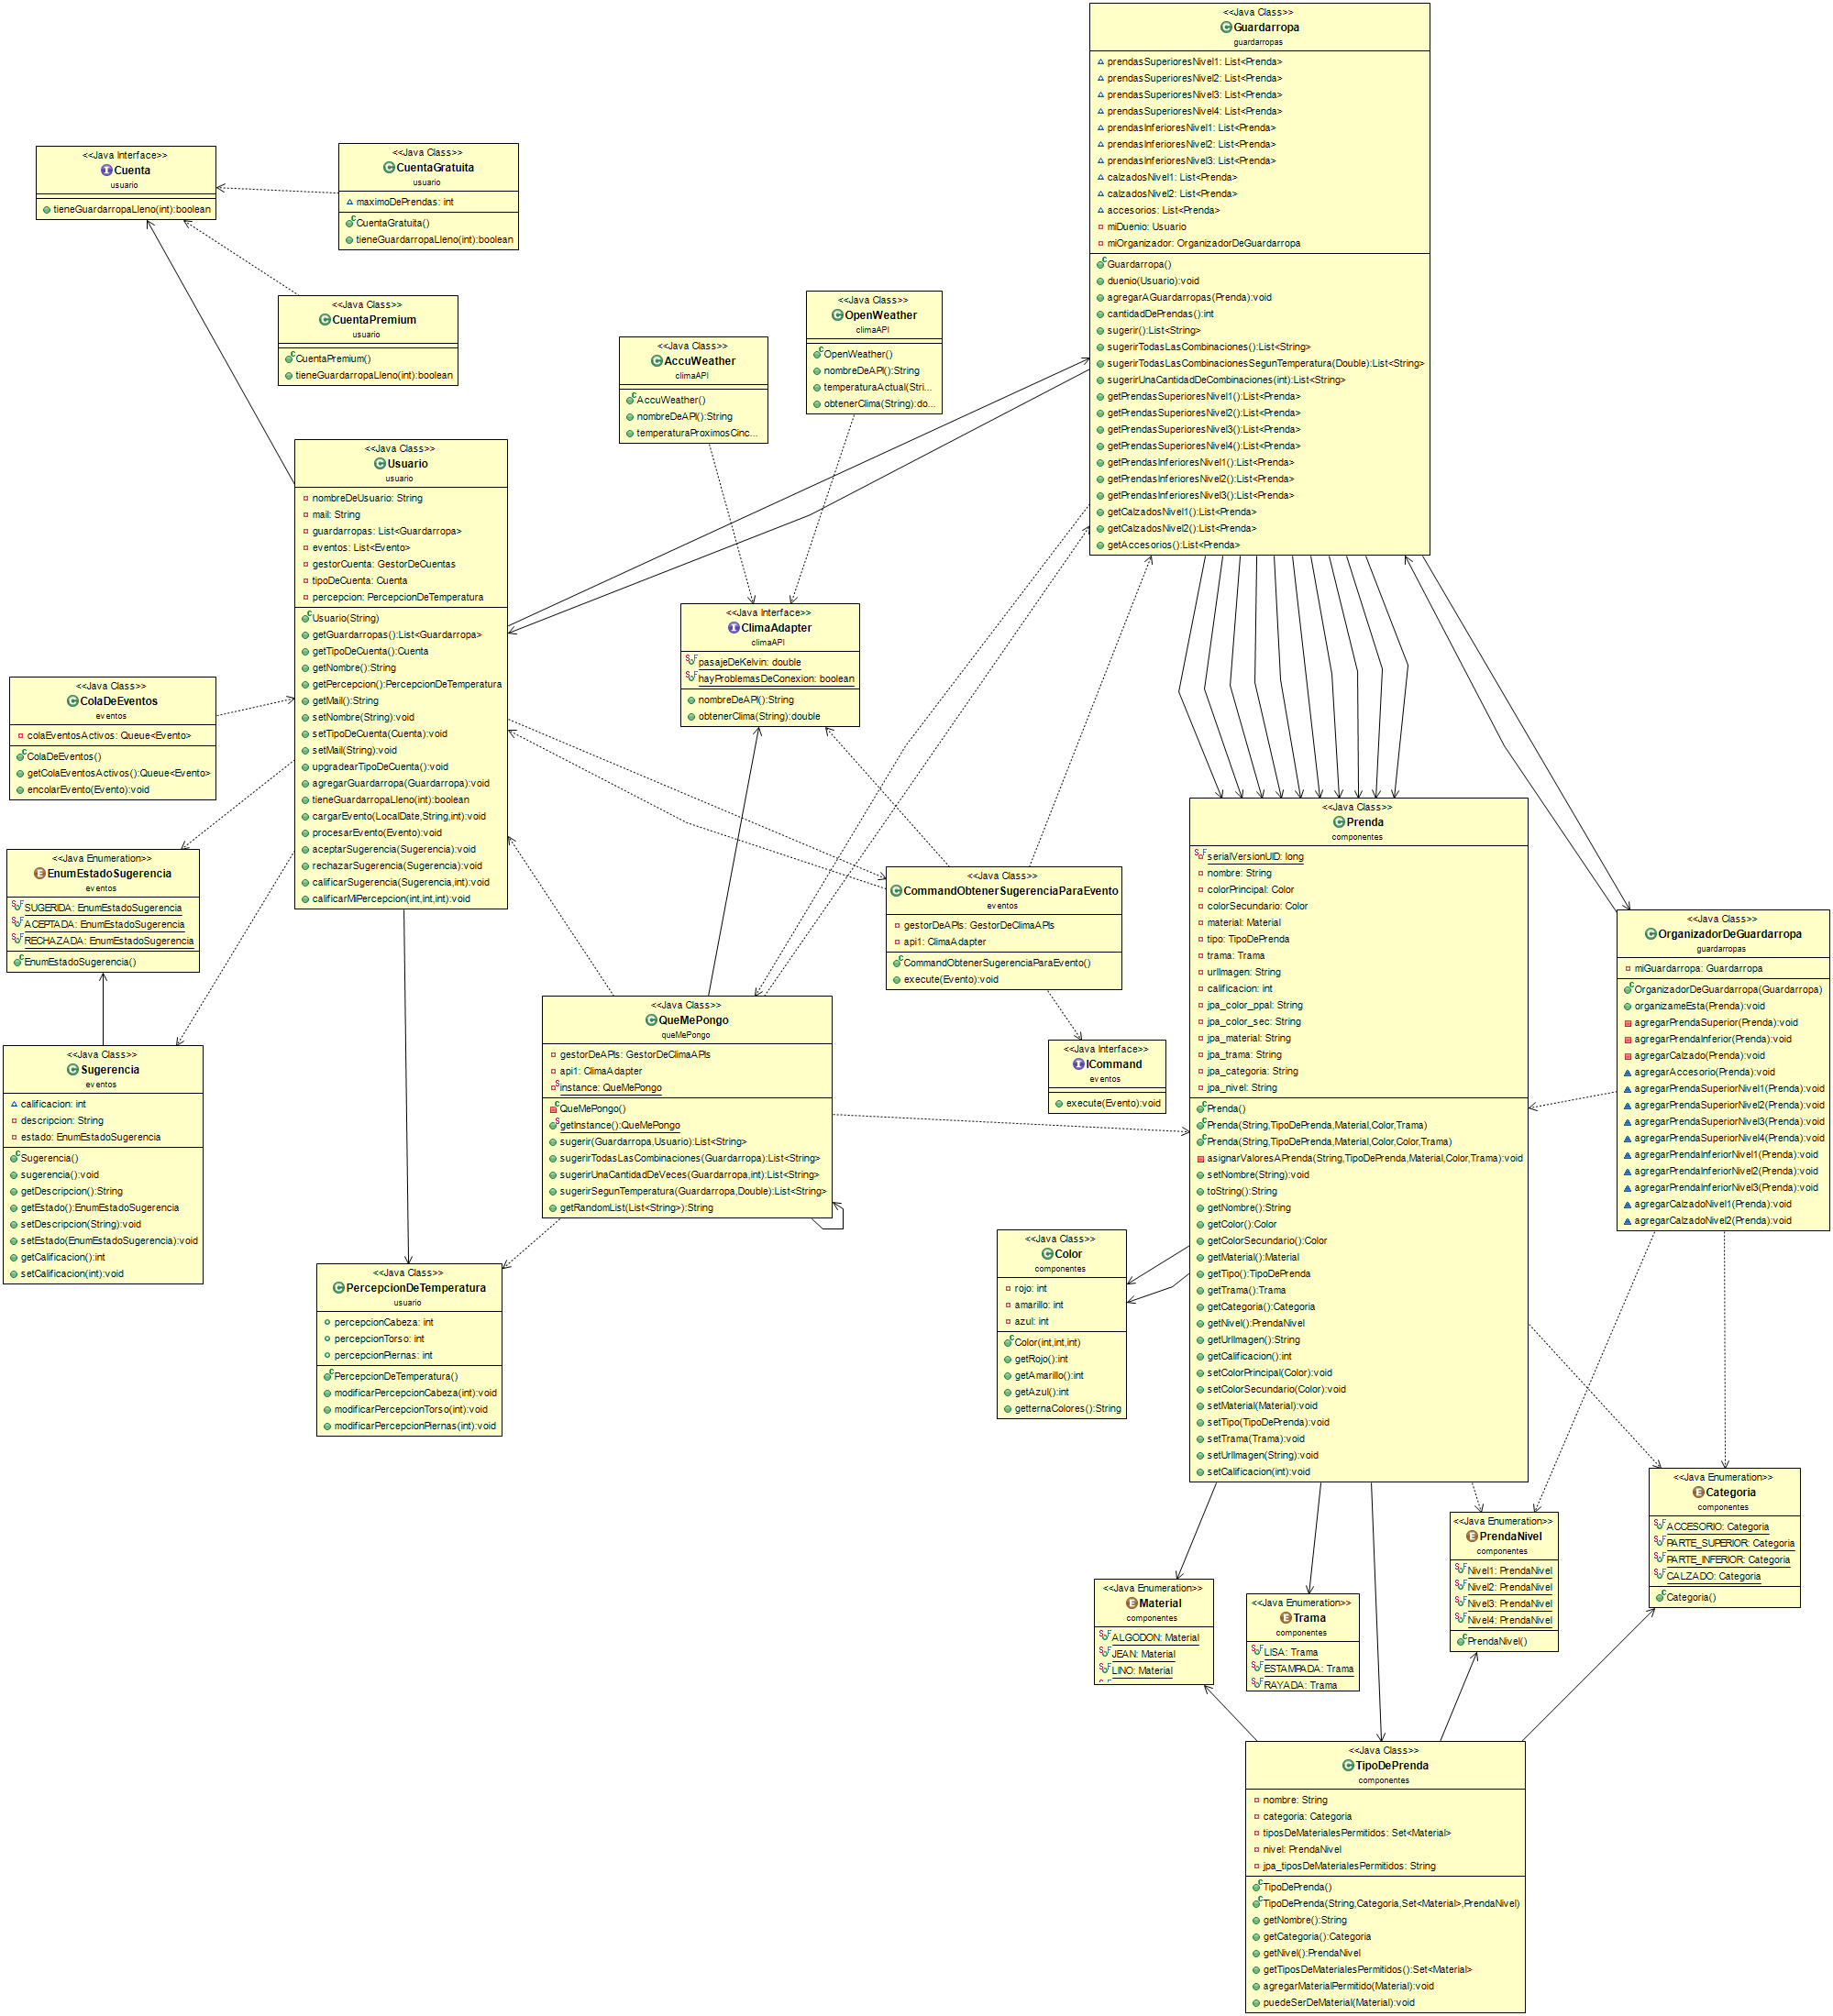 <<Java Class>>
Guardarropa
guardarropas
prendasSuperioresNivel1: List<Prenda>
prendasSuperioresNivel2: List<Prenda>
prendasSuperioresNivel3: List<Prenda>
prendasSuperioresNivel4: List<Prenda>
prendasInferioresNivel1: List<Prenda>
prendasInferioresNivel2: List<Prenda>
prendasInferioresNivel3: List<Prenda>
calzadosNivel1: List<Prenda>
calzadosNivel2: List<Prenda>
accesorios: List<Prenda>
miDuenio: Usuario
miOrganizador: OrganizadorDeGuardarropa
Guardarropa()
duenio(Usuario):void
agregarAGuardarropas(Prenda):void
cantidadDePrendas():int
sugerir():List<String>
sugerirTodasLasCombinaciones():List<String>
sugerirTodasLasCombinacionesSegunTemperatura(Double):List<String>
sugerirUnaCantidadDeCombinaciones(int):List<String>
getPrendasSuperioresNivel1():List<Prenda>
getPrendasSuperioresNivel2():List<Prenda>
getPrendasSuperioresNivel3():List<Prenda>
getPrendasSuperioresNivel4():List<Prenda>
getPrendasInferioresNivel1():List<Prenda>
getPrendasInferioresNivel2():List<Prenda>
getPrendasInferioresNivel3():List<Prenda>
getCalzadosNivel1():List<Prenda>
getCalzadosNivel2():List<Prenda>
getAccesorios():List<Prenda>
<<Java Interface>>
Cuenta
usuario
tieneGuardarropaLleno(int):boolean
<<Java Class>>
CuentaGratuita
usuario
maximoDePrendas: int
CuentaGratuita()
tieneGuardarropaLleno(int):boolean
<<Java Class>>
CuentaPremium
usuario
CuentaPremium()
tieneGuardarropaLleno(int):boolean
<<Java Class>>
AccuWeather
climaAPI
AccuWeather()
nombreDeAPI():String
temperaturaProximosCinc...
<<Java Class>>
OpenWeather
climaAPI
OpenWeather()
nombreDeAPI():String
temperaturaActual(Stri...
obtenerClima(String):do...
<<Java Class>>
Usuario
usuario
nombreDeUsuario: String
mail: String
guardarropas: List<Guardarropa>
eventos: List<Evento>
gestorCuenta: GestorDeCuentas
tipoDeCuenta: Cuenta
percepcion: PercepcionDeTemperatura
Usuario(String)
getGuardarropas():List<Guardarropa>
getTipoDeCuenta():Cuenta
getNombre():String
getPercepcion():PercepcionDeTemperatura
getMail():String
setNombre(String):void
setTipoDeCuenta(Cuenta):void
setMail(String):void
upgradearTipoDeCuenta():void
agregarGuardarropa(Guardarropa):void
tieneGuardarropaLleno(int):boolean
cargarEvento(LocalDate,String,int):void
procesarEvento(Evento):void
aceptarSugerencia(Sugerencia):void
rechazarSugerencia(Sugerencia):void
calificarSugerencia(Sugerencia,int):void
calificarMiPercepcion(int,int,int):void
<<Java Interface>>
ClimaAdapter
climaAPI
pasajeDeKelvin: double
hayProblemasDeConexion: boolean
nombreDeAPI():String
obtenerClima(String):double
<<Java Class>>
ColaDeEventos
eventos
colaEventosActivos: Queue<Evento>
ColaDeEventos()
getColaEventosActivos():Queue<Evento>
encolarEvento(Evento):void
<<Java Enumeration>>
EnumEstadoSugerencia
eventos
SUGERIDA: EnumEstadoSugerencia
ACEPTADA: EnumEstadoSugerencia
RECHAZADA: EnumEstadoSugerencia
EnumEstadoSugerencia()
<<Java Class>>
CommandObtenerSugerenciaParaEvento
eventos
gestorDeAPIs: GestorDeClimaAPIs
api1: ClimaAdapter
CommandObtenerSugerenciaParaEvento()
execute(Evento):void
<<Java Class>>
Prenda
componentes
serialVersionUID: long
nombre: String
colorPrincipal: Color
colorSecundario: Color
material: Material
tipo: TipoDePrenda
trama: Trama
urlImagen: String
calificacion: int
jpa_color_ppal: String
jpa_color_sec: String
jpa_material: String
jpa_trama: String
jpa_categoria: String
jpa_nivel: String
Prenda()
Prenda(String,TipoDePrenda,Material,Color,Trama)
Prenda(String,TipoDePrenda,Material,Color,Color,Trama)
asignarValoresAPrenda(String,TipoDePrenda,Material,Color,Trama):void
setNombre(String):void
toString():String
getNombre():String
getColor():Color
getColorSecundario():Color
getMaterial():Material
getTipo():TipoDePrenda
getTrama():Trama
getCategoria():Categoria
getNivel():PrendaNivel
getUrlImagen():String
getCalificacion():int
setColorPrincipal(Color):void
setColorSecundario(Color):void
setMaterial(Material):void
setTipo(TipoDePrenda):void
setTrama(Trama):void
setUrlImagen(String):void
setCalificacion(int):void
<<Java Class>>
OrganizadorDeGuardarropa
guardarropas
miGuardarropa: Guardarropa
OrganizadorDeGuardarropa(Guardarropa)
organizameEsta(Prenda):void
agregarPrendaSuperior(Prenda):void
agregarPrendaInferior(Prenda):void
agregarCalzado(Prenda):void
agregarAccesorio(Prenda):void
agregarPrendaSuperiorNivel1(Prenda):void
agregarPrendaSuperiorNivel2(Prenda):void
agregarPrendaSuperiorNivel3(Prenda):void
agregarPrendaSuperiorNivel4(Prenda):void
agregarPrendaInferiorNivel1(Prenda):void
agregarPrendaInferiorNivel2(Prenda):void
agregarPrendaInferiorNivel3(Prenda):void
agregarCalzadoNivel1(Prenda):void
agregarCalzadoNivel2(Prenda):void
<<Java Class>>
QueMePongo
queMePongo
gestorDeAPIs: GestorDeClimaAPIs
api1: ClimaAdapter
instance: QueMePongo
QueMePongo()
getInstance():QueMePongo
sugerir(Guardarropa,Usuario):List<String>
sugerirTodasLasCombinaciones(Guardarropa):List<String>
sugerirUnaCantidadDeVeces(Guardarropa,int):List<String>
sugerirSegunTemperatura(Guardarropa,Double):List<String>
getRandomList(List<String>):String
<<Java Interface>>
ICommand
eventos
execute(Evento):void
<<Java Class>>
Sugerencia
eventos
calificacion: int
descripcion: String
estado: EnumEstadoSugerencia
Sugerencia()
sugerencia():void
getDescripcion():String
getEstado():EnumEstadoSugerencia
setDescripcion(String):void
setEstado(EnumEstadoSugerencia):void
getCalificacion():int
setCalificacion(int):void
<<Java Class>>
PercepcionDeTemperatura
usuario
percepcionCabeza: int
percepcionTorso: int
percepcionPiernas: int
PercepcionDeTemperatura()
modificarPercepcionCabeza(int):void
modificarPercepcionTorso(int):void
modificarPercepcionPiernas(int):void
<<Java Class>>
Color
componentes
rojo: int
amarillo: int
azul: int
Color(int,int,int)
getRojo():int
getAmarillo():int
getAzul():int
getternaColores():String
<<Java Enumeration>>
Categoria
componentes
ACCESORIO: Categoria
PARTE_SUPERIOR: Categoria
PARTE_INFERIOR: Categoria
CALZADO: Categoria
Categoria()
<<Java Enumeration>>
PrendaNivel
componentes
Nivel1: PrendaNivel
Nivel2: PrendaNivel
Nivel3: PrendaNivel
Nivel4: PrendaNivel
PrendaNivel()
<<Java Enumeration>>
Material
componentes
ALGODON: Material
JEAN: Material
LINO: Material
<<Java Enumeration>>
Trama
componentes
LISA: Trama
ESTAMPADA: Trama
RAYADA: Trama
<<Java Class>>
TipoDePrenda
componentes
nombre: String
categoria: Categoria
tiposDeMaterialesPermitidos: Set<Material>
nivel: PrendaNivel
jpa_tiposDeMaterialesPermitidos: String
TipoDePrenda()
TipoDePrenda(String,Categoria,Set<Material>,PrendaNivel)
getNombre():String
getCategoria():Categoria
getNivel():PrendaNivel
getTiposDeMaterialesPermitidos():Set<Material>
agregarMaterialPermitido(Material):void
puedeSerDeMaterial(Material):void